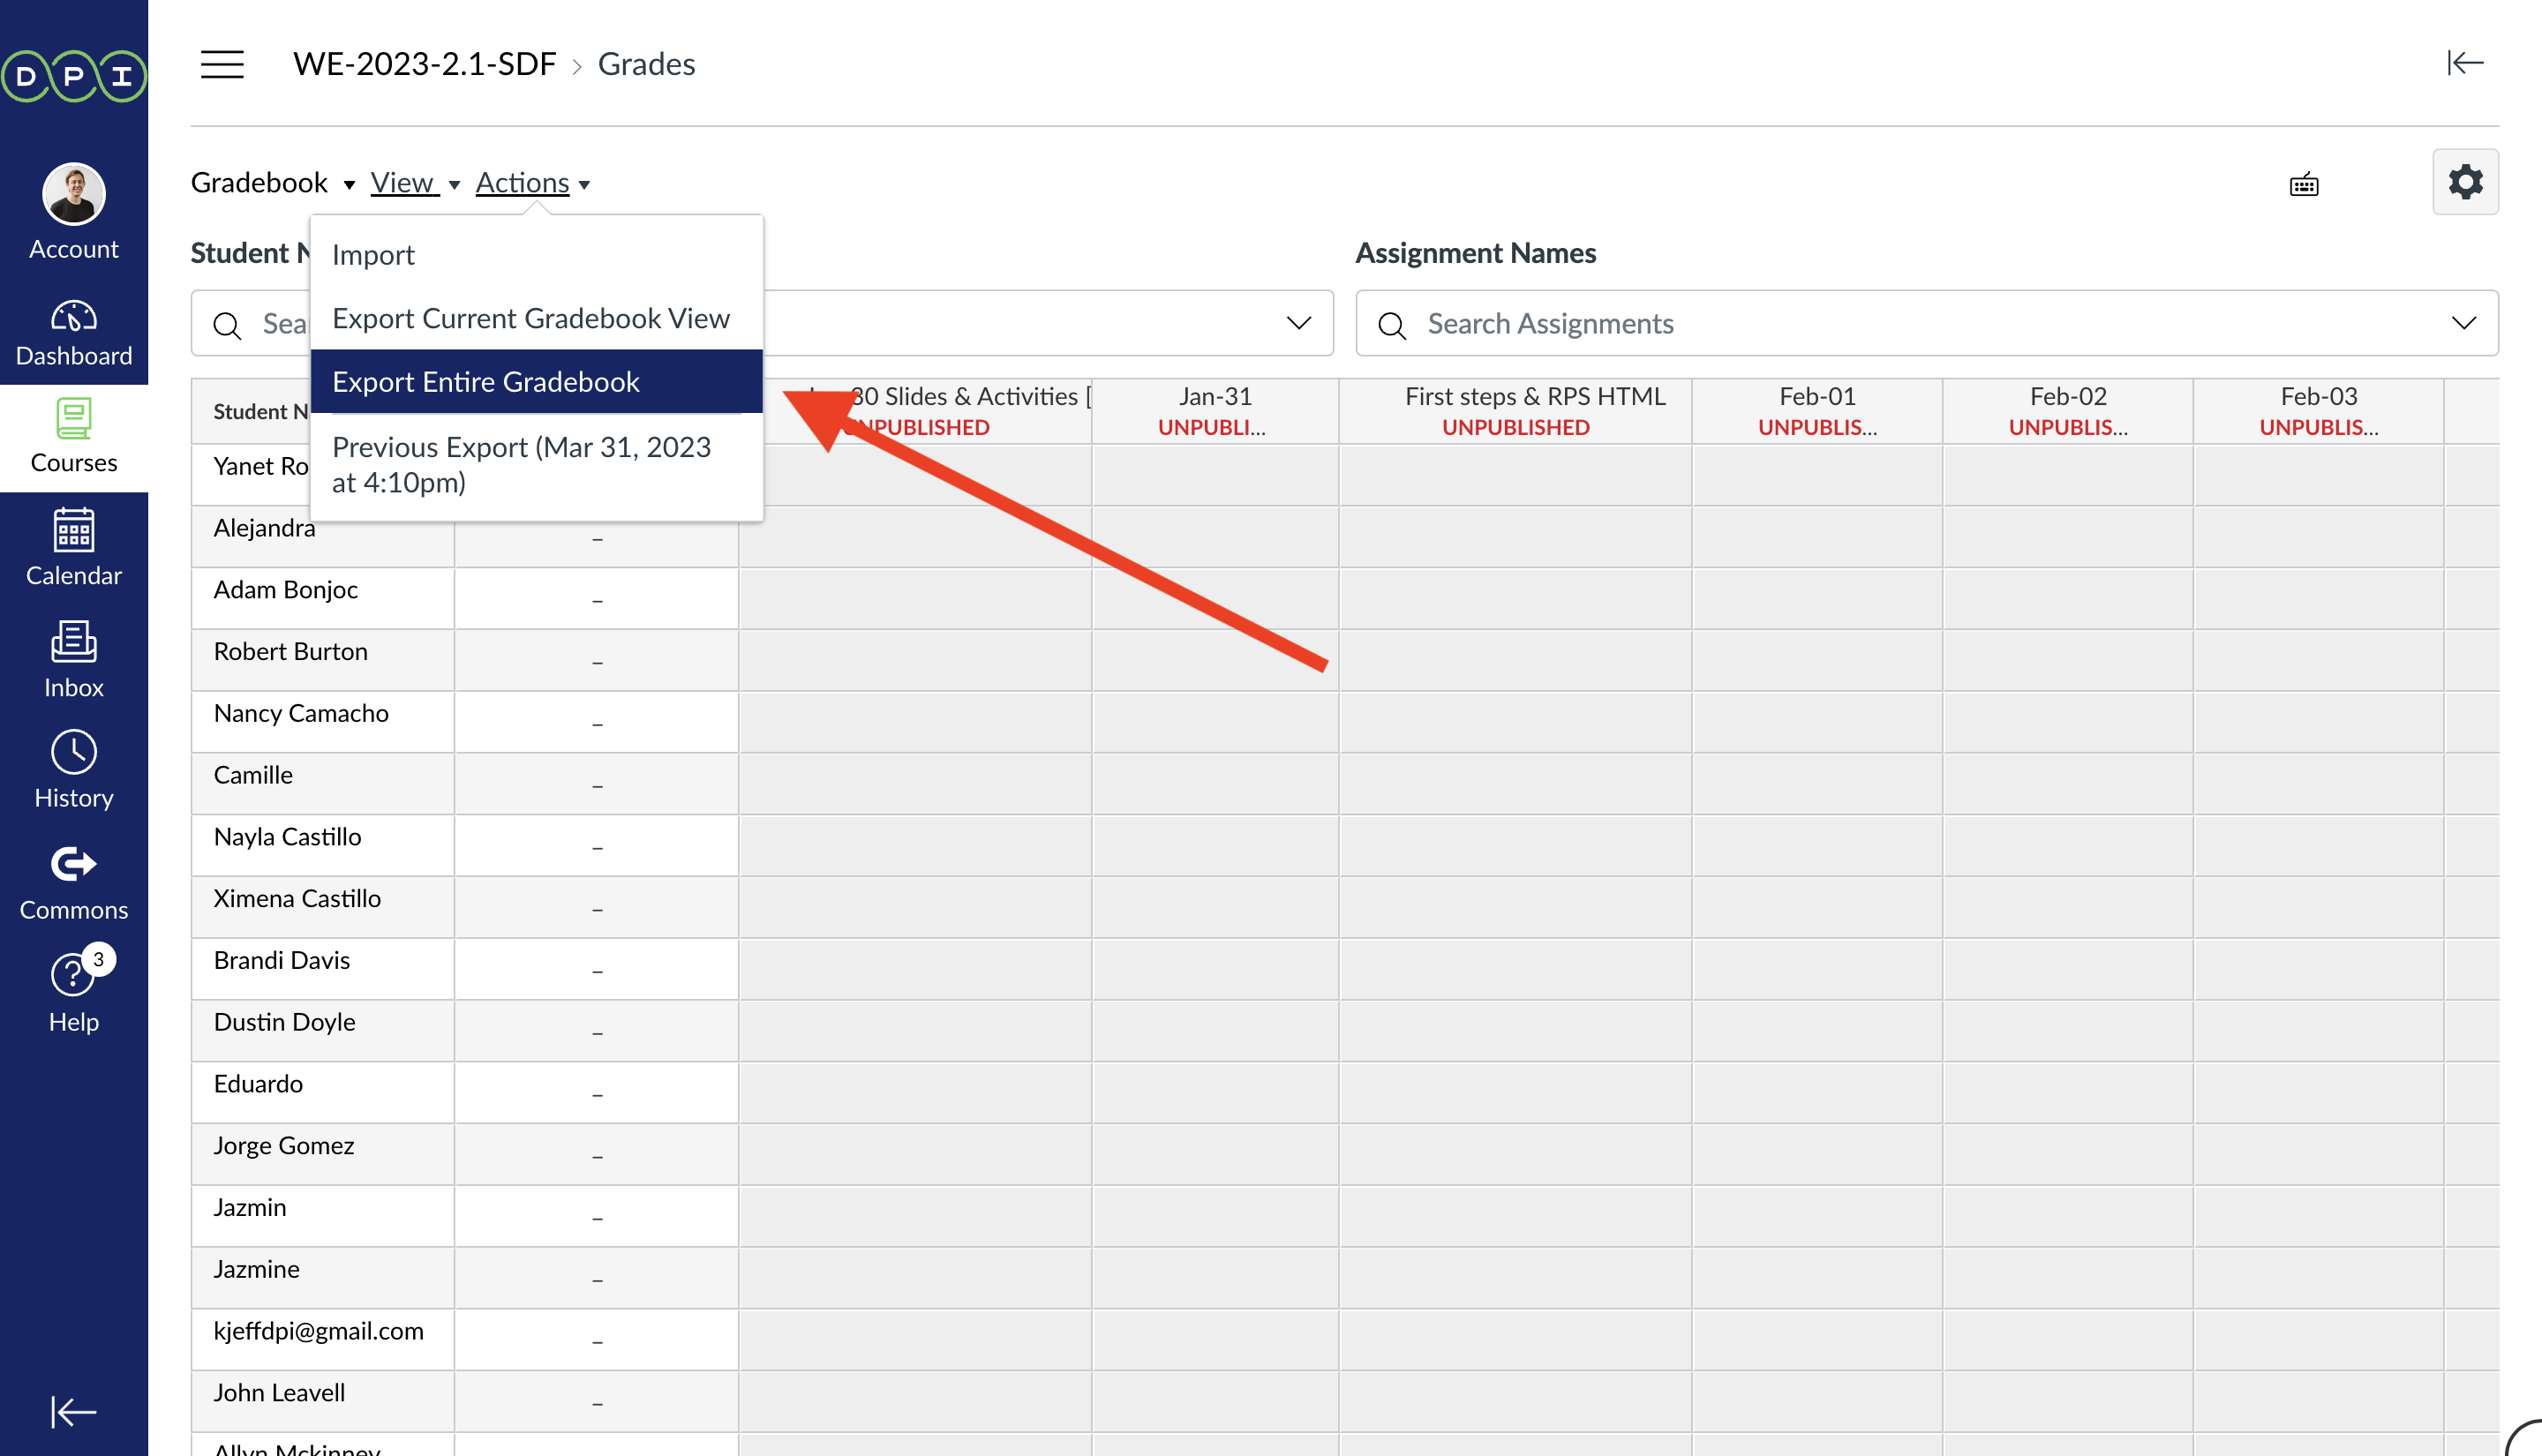 DPI
Account
Dashboard
Courses
Calendar
Inbox
History
Commons
3
Help
WE-2023-2.1-SDF > Grades
Gradebook View Actions
Import
Export Current Gradebook View
Export Entire Gradebook
Previous Export (Mar 31, 2023
at 4:10pm)
Student
Assignment Names
Search Assignments
Student
30 Slides & Activities [
UNPUBLISHED
Jan-31
UNPUBLI...
First steps & RPS HTML
UNPUBLISHED
Feb-01
UNPUBLIS...
Feb-02
UNPUBLIS...
Feb-03
UNPUBLIS...
Yanet Ro
Alejandra
–
Adam Bonjoc
–
Robert Burton
–
Nancy Camacho
–
Camille
–
Nayla Castillo
–
Ximena Castillo
–
Brandi Davis
–
Dustin Doyle
–
Eduardo
–
Jorge Gomez
–
Jazmin
–
Jazmine
–
kjeffdpi@gmail.com
–
John Leavell
–
Allyn Mckinney